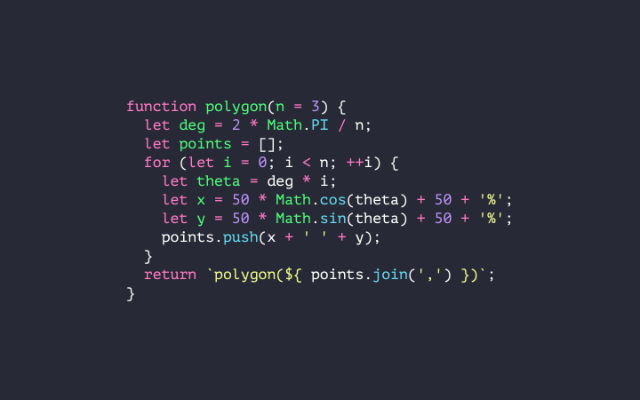 function polygon(n = 3) {
  let deg = 2 * Math.PI / n;
  let points = [];
  for (let i = 0; i < n; ++i) {
    let theta = deg * i;
    let x = 50 * Math.cos(theta) + 50 + '%';
    let y = 50 * Math.sin(theta) + 50 + '%';
    points.push(x + ' ' + y);
  }
  return `polygon(${ points.join(',') })`;
}